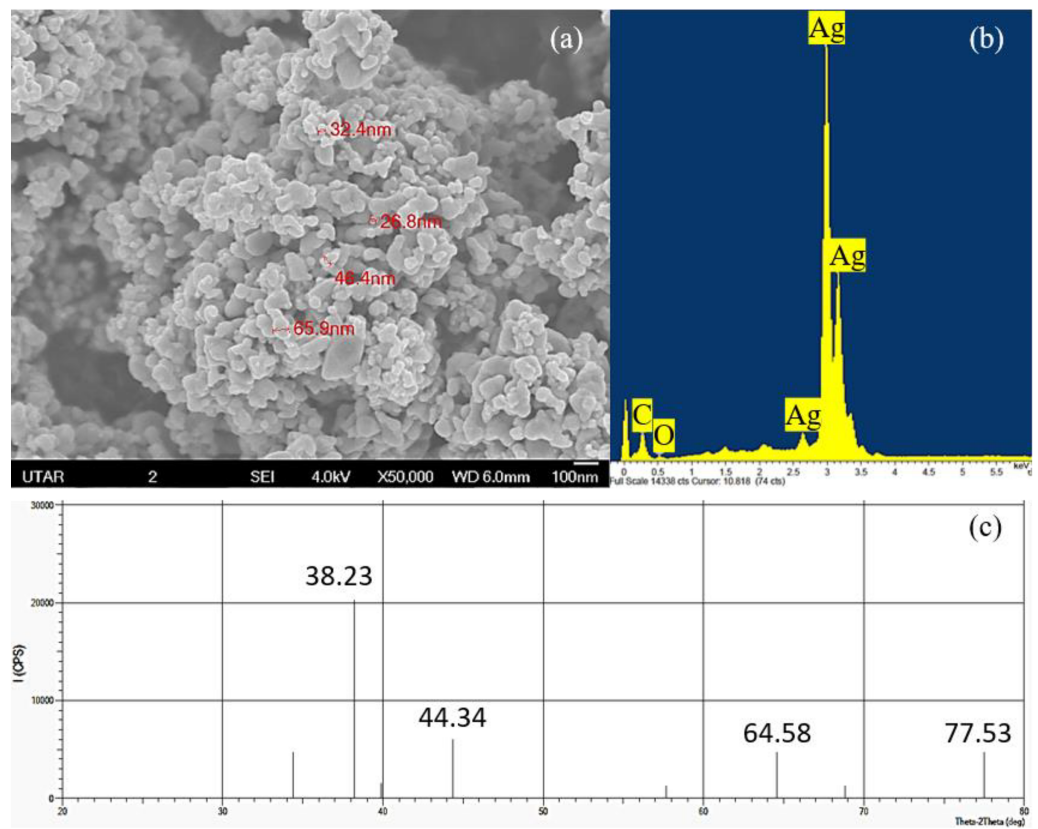 (a)
32.4nm
26.8nm
46.4nm
65.9nm
UTAR 2 SEI 4.0kV X50,000 WD 6.0mm 100nm
(b)
Ag
Ag
Ag
C
O
0 0.5 1 1.5 2 2.5 3 3.5 4 4.5 5 5.5 6
keV
Full Scale 14338 cts Cursor: 10.818 (74 cts)
(c)
I (CPS)
30000
20000
10000
0
38.23
44.34
64.58
77.53
20 30 40 50 60 70 80
Theta-2Theta (deg)